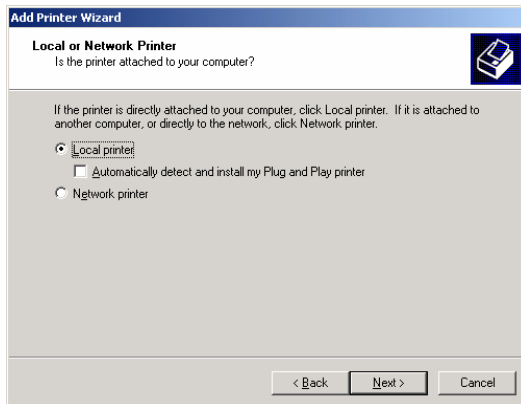 Add Printer Wizard
Local or Network Printer
Is the printer attached to your computer?
If the printer is directly attached to your computer, click Local printer. If it is attached to
another computer, or directly to the network, click Network printer.
Local printer
Automatically detect and install my Plug and Play printer
Network printer
< Back Next > Cancel